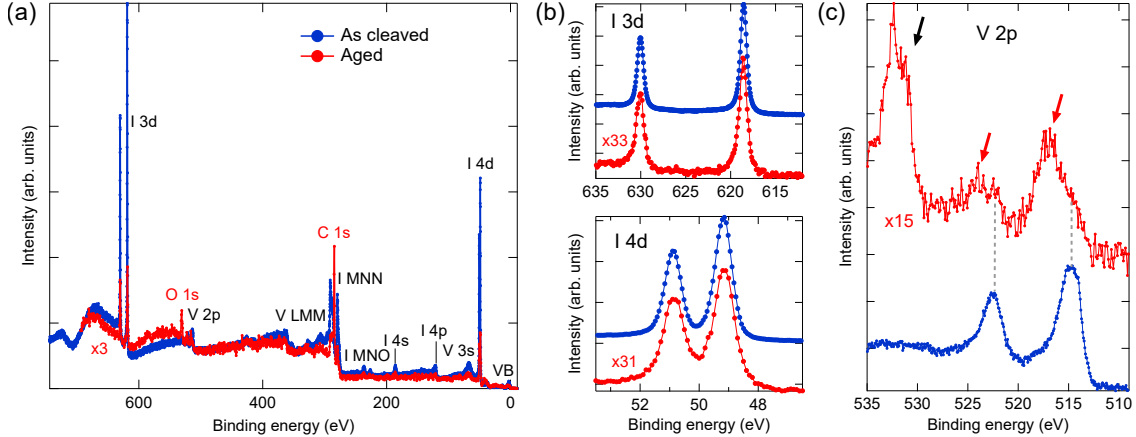 (a)
As cleaved
Aged
I 3d
I 4d
C 1s
I MNN
O 1s
V 2p
V LMM
I 4s
I 4p
I MNO
V 3s
VB
x3
Intensity (arb. units)
600
400
200
0
Binding energy (eV)
(b)
I 3d
x33
Intensity (arb. units)
635
630
625
620
615
Binding energy (eV)
I 4d
x31
Intensity (arb. units)
52
50
48
Binding energy (eV)
(c)
V 2p
x15
Intensity (arb. units)
535
530
525
520
515
510
Binding energy (eV)